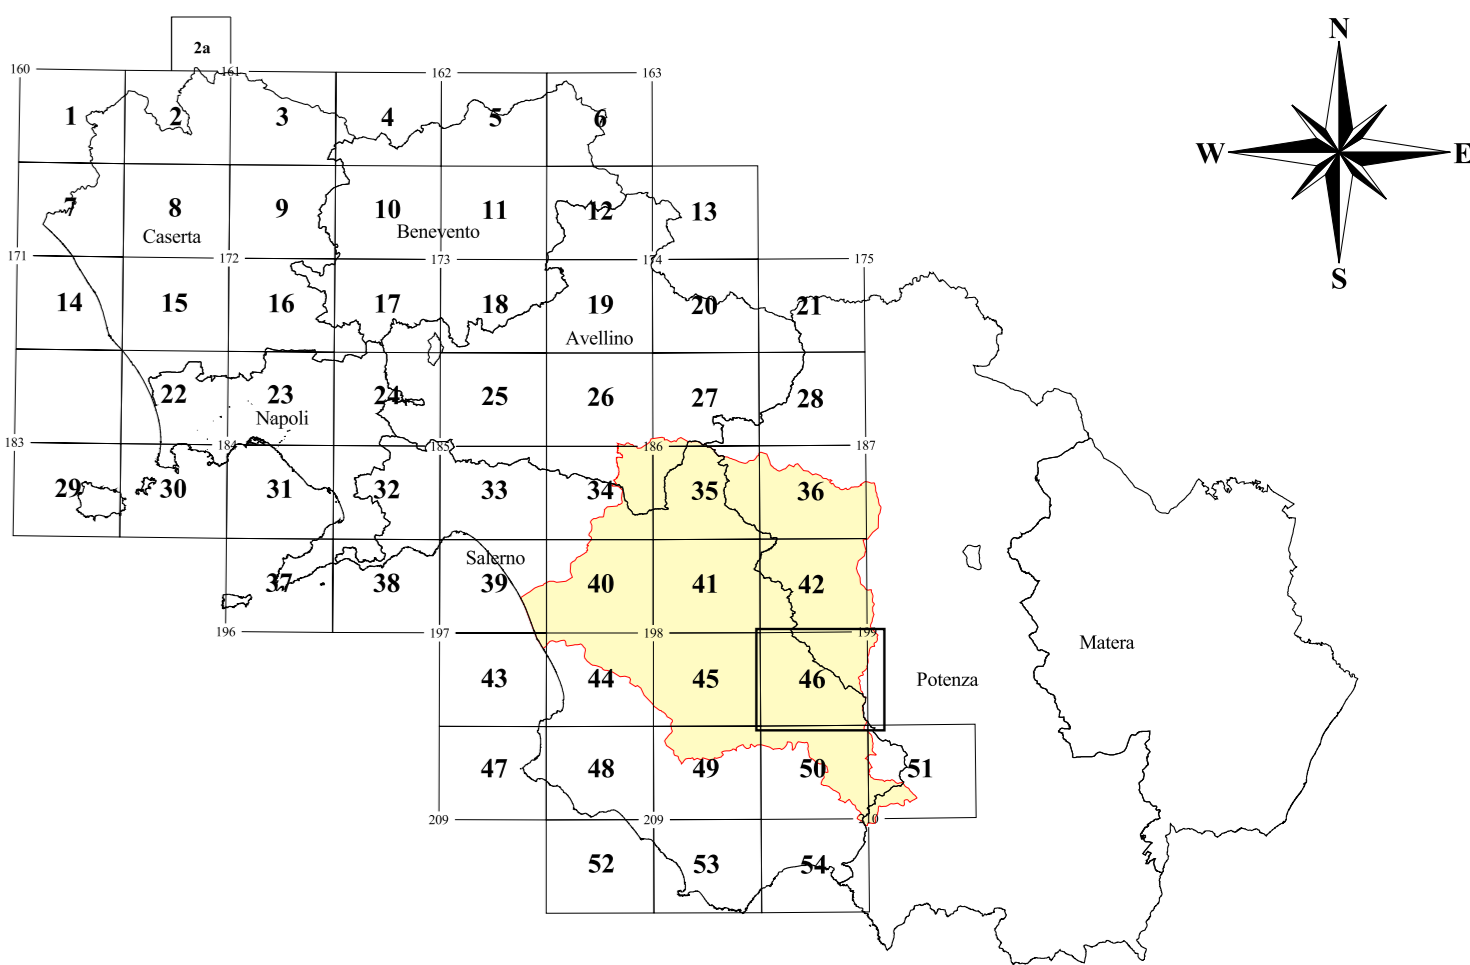 N
2a
160 161 162 163
1 2 3 4 5 6
W E
7 8 9 10 11 12 13
Caserta Benevento
171 172 173 174 175
S
14 15 16 17 18 19 20 21
Avellino
22 23 24 25 26 27 28
Napoli
183 184 185 186 187
29 30 31 32 33 34 35 36
Salerno
37 38 39 40 41 42
196 197 198 199
Matera
43 44 45 46 Potenza
47 48 49 50 51
209 209 210
52 53 54